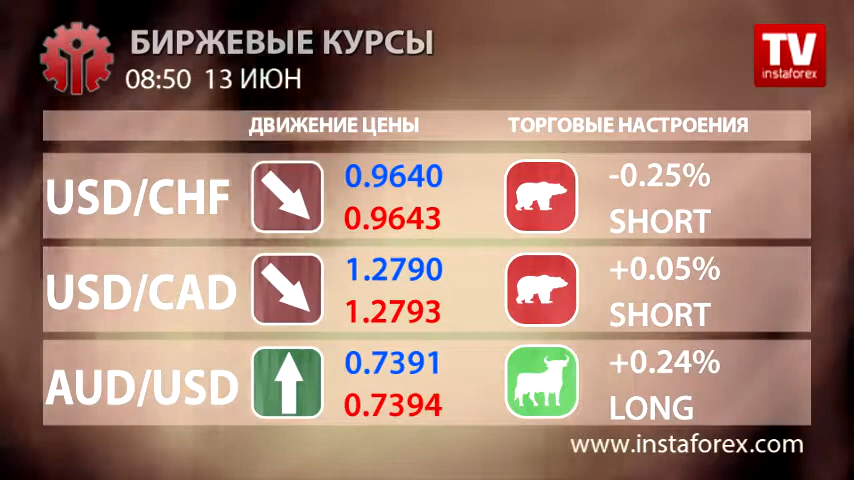 БИРЖЕВЫЕ КУРСЫ
08:50 13 ИЮН
TV
instaforex
ДВИЖЕНИЕ ЦЕНЫ ТОРГОВЫЕ НАСТРОЕНИЯ
USD/CHF 0.9640 -0.25%
0.9643 SHORT
USD/CAD 1.2790 +0.05%
1.2793 SHORT
AUD/USD 0.7391 +0.24%
0.7394 LONG
www.instaforex.com